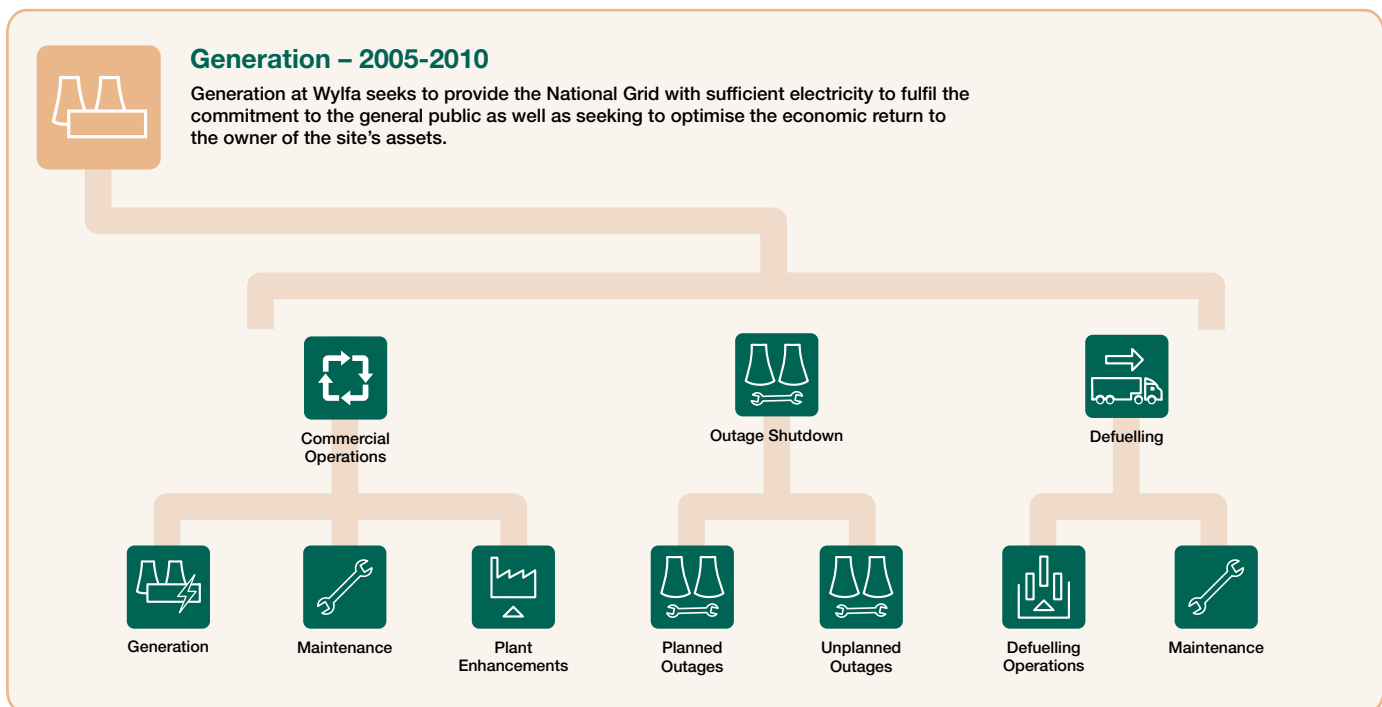 Generation – 2005-2010
Generation at Wylfa seeks to provide the National Grid with sufficient electricity to fulfil the
commitment to the general public as well as seeking to optimise the economic return to
the owner of the site’s assets.
Commercial
Operations
Outage Shutdown
Defuelling
Generation
Maintenance
Plant
Enhancements
Planned
Outages
Unplanned
Outages
Defuelling
Operations
Maintenance